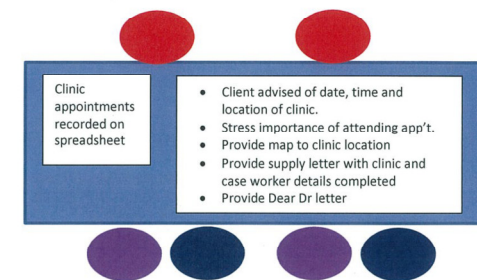 Clinic
appointments
recorded on
spreadsheet
• Client advised of date, time and
location of clinic.
• Stress importance of attending app't.
• Provide map to clinic location
• Provide supply letter with clinic and
case worker details completed
• Provide Dear Dr letter